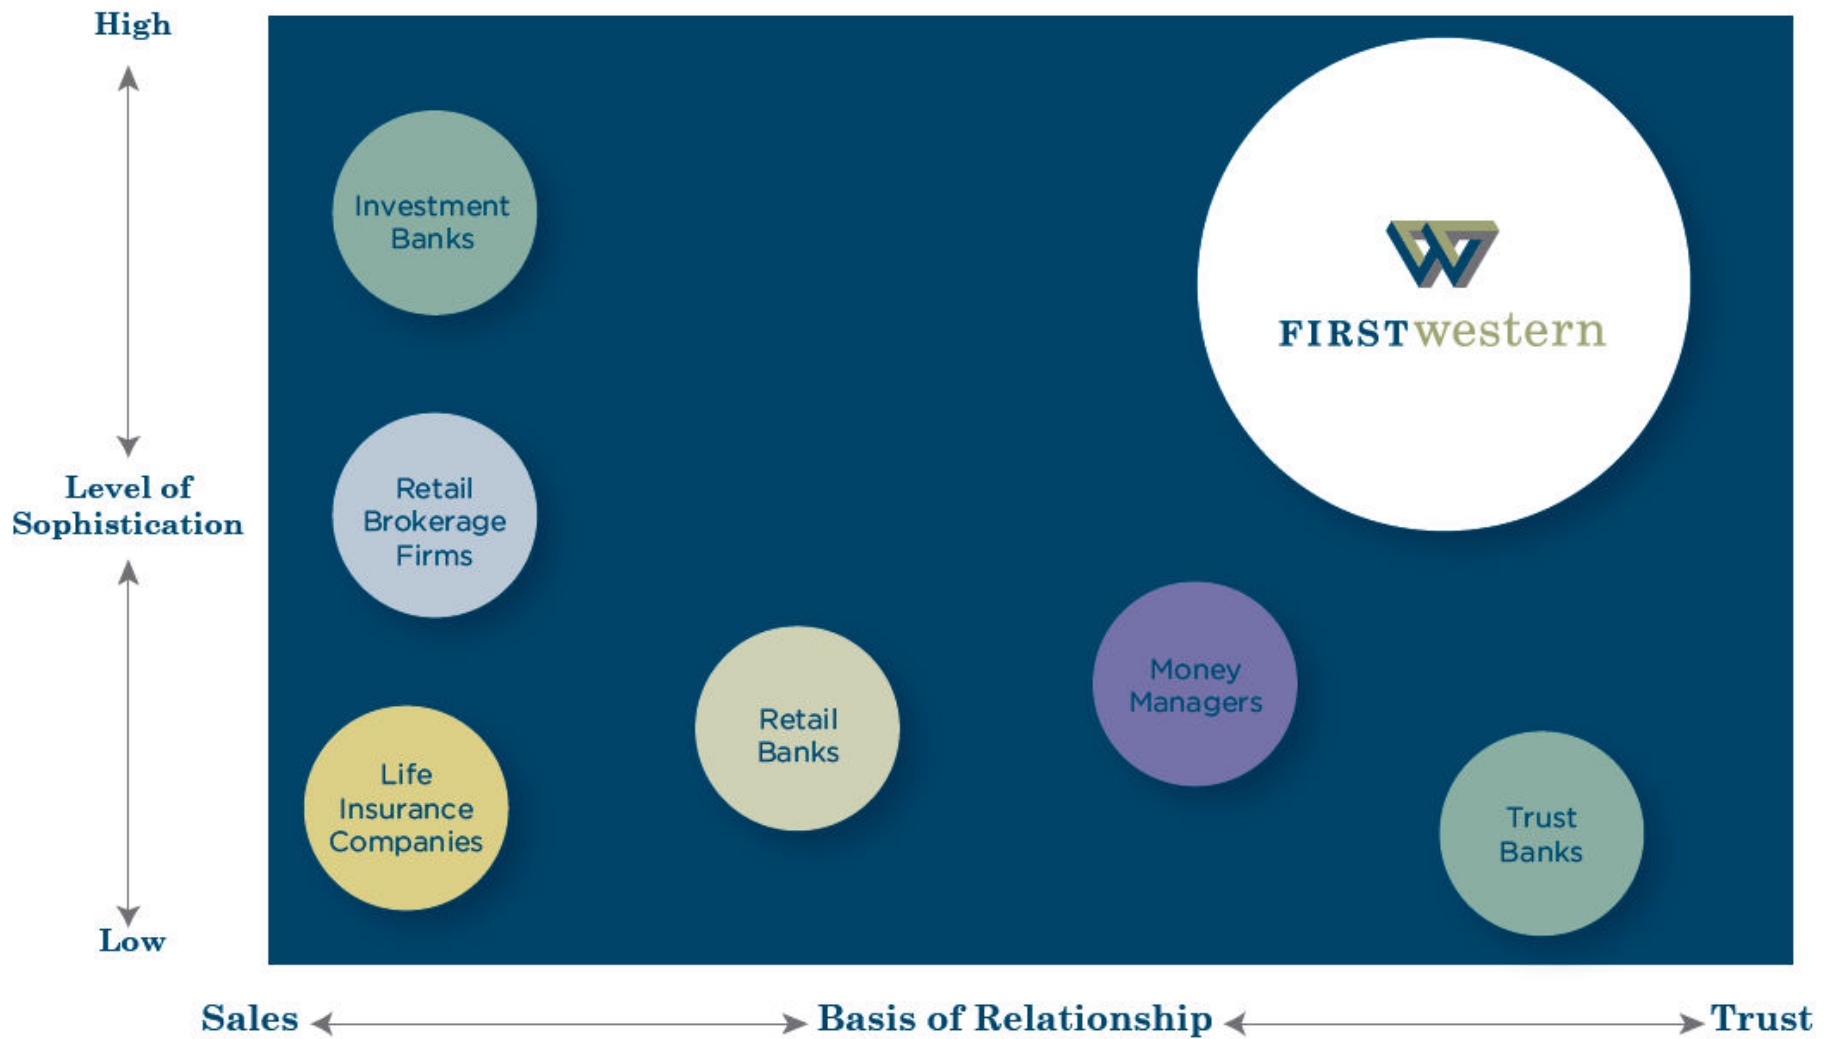 High
Investment
Banks
FIRSTwestern
Level of
Sophistication
Retail
Brokerage
Firms
Money
Managers
Retail
Banks
Life
Insurance
Companies
Trust
Banks
Low
Sales
Basis of Relationship
Trust